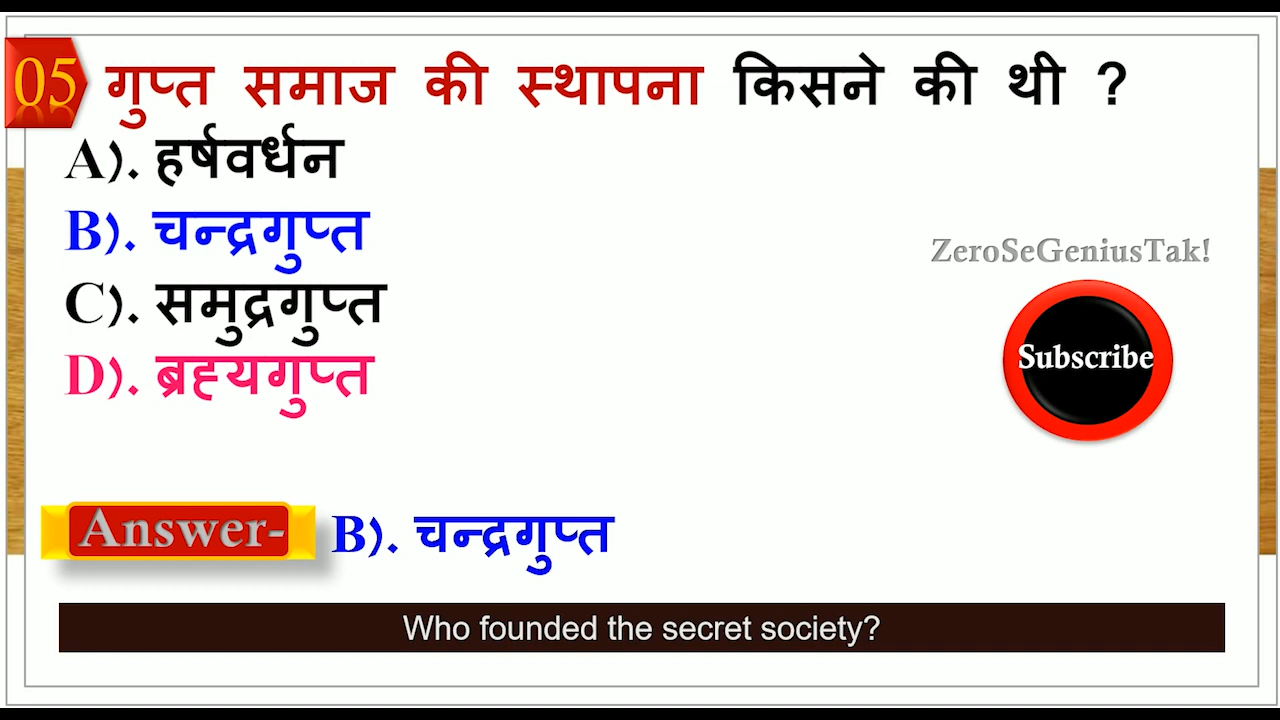 05 गुप्त समाज की स्थापना किसने की थी ?
A). हर्षवर्धन
B). चन्द्रगुप्त
C). समुद्रगुप्त
D). ब्रह्यगुप्त
ZeroSeGeniusTak!
Subscribe
Answer- B). चन्द्रगुप्त
Who founded the secret society?